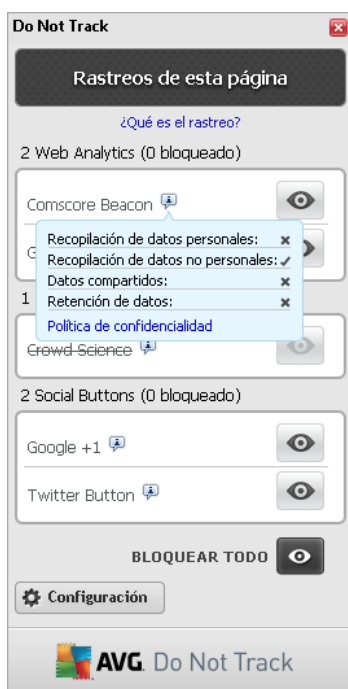 Do Not Track
Rastreos de esta página
¿Qué es el rastreo?
2 Web Analytics (0 bloqueado)
Comscore Beacon
G
Recopilación de datos personales:
Recopilación de datos no personales:
Datos compartidos:
Retención de datos:
Política de confidencialidad
1
Crowd Science
2 Social Buttons (0 bloqueado)
Google +1
Twitter Button
BLOQUEAR TODO
Configuración
AVG. Do Not Track